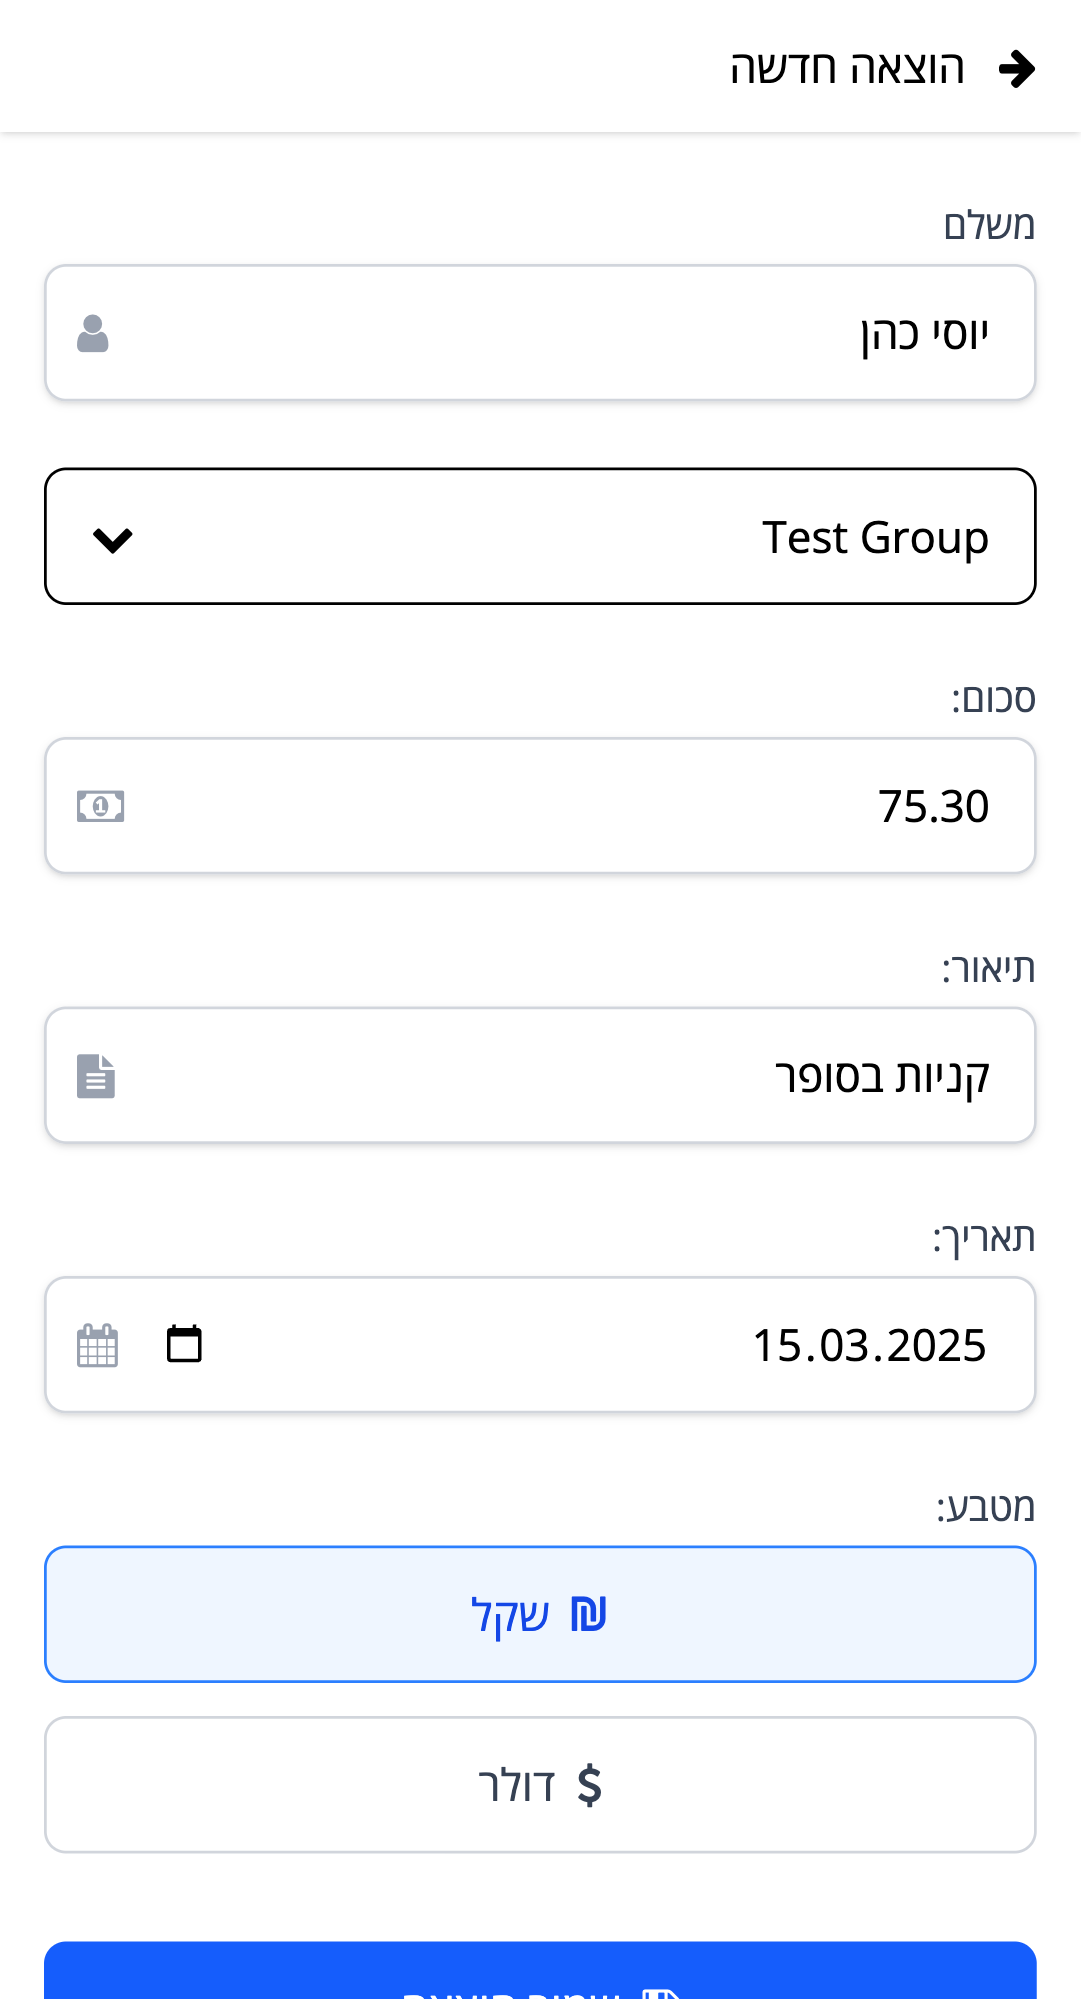 הוצאה חדשה
משלם
יוסי כהן
Test Group
סכום:
75.30
תיאור:
קניות בסופר
תאריך:
15.03.2025
מטבע:
₪ שקל
$ דולר